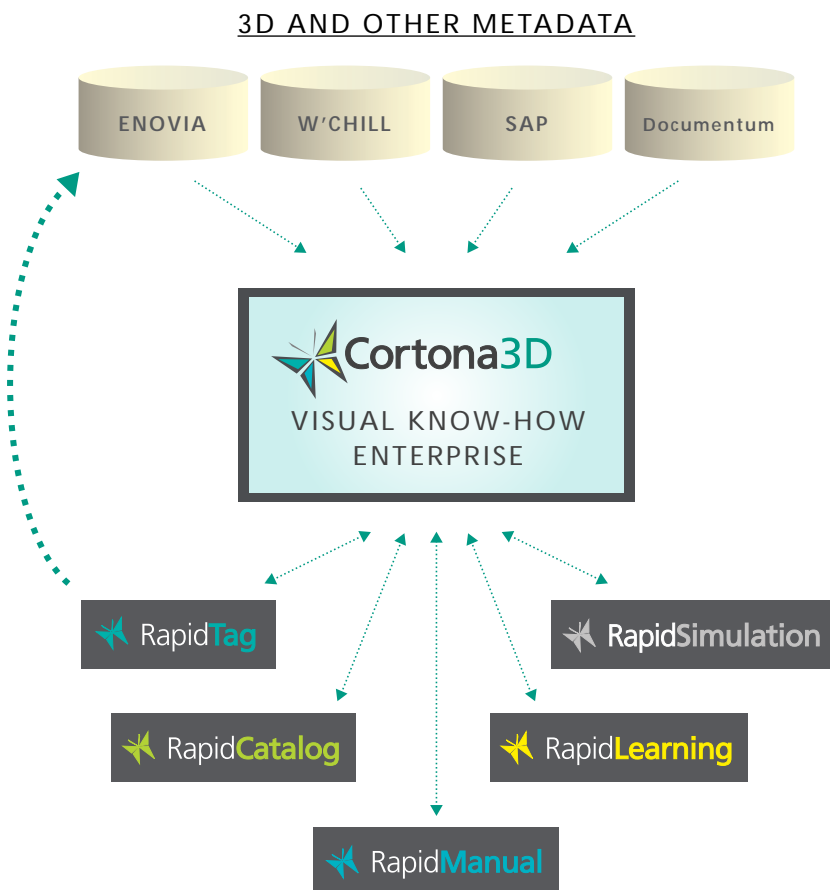 3D AND OTHER METADATA
ENOVIA
W'CHILL
SAP
Documentum
Cortona3D
VISUAL KNOW-HOW
ENTERPRISE
RapidTag
RapidSimulation
RapidCatalog
RapidLearning
RapidManual